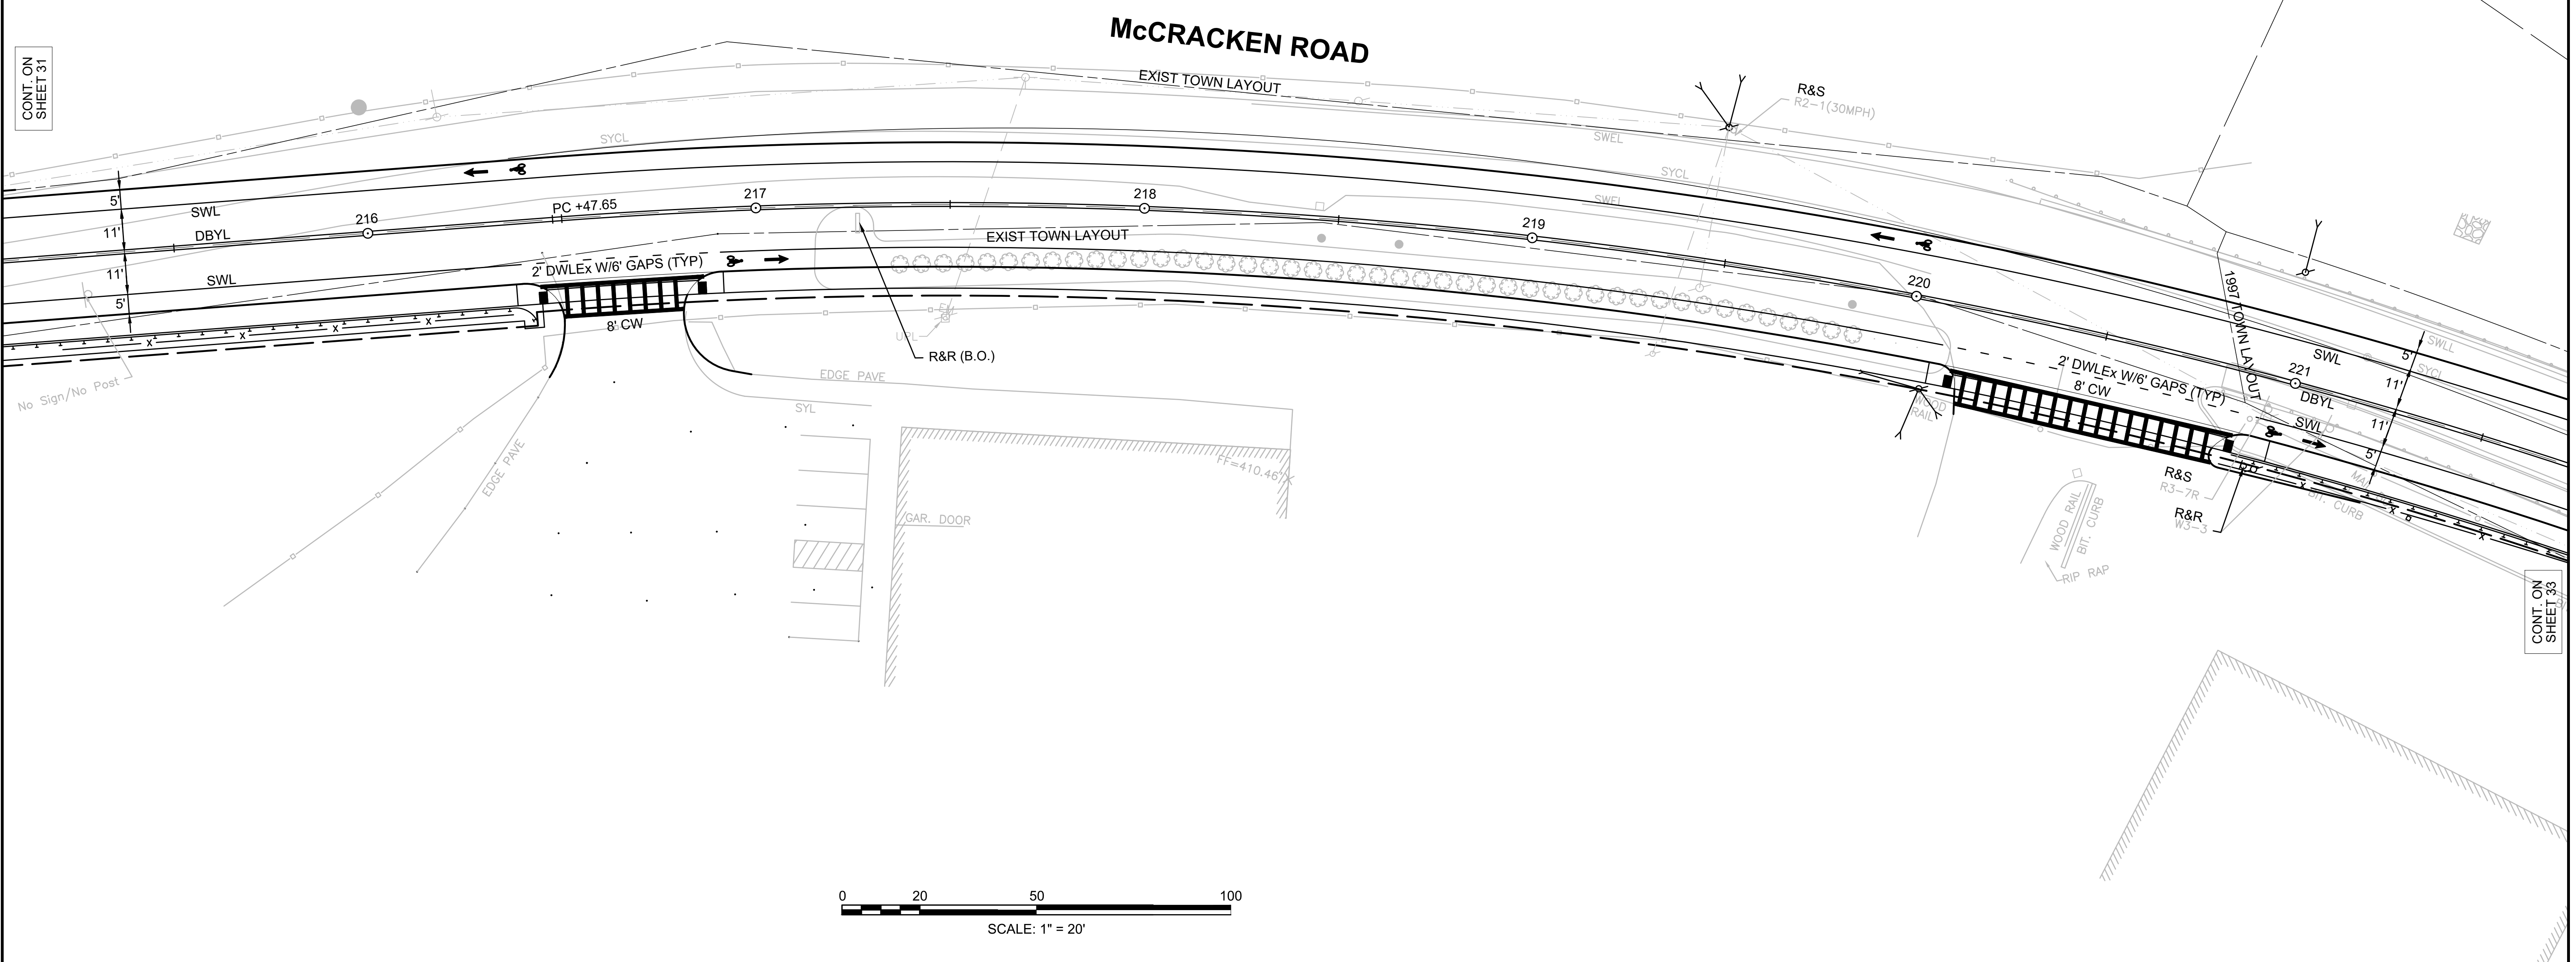 McCRACKEN ROAD
CONT. ON
SHEET 31
EXIST TOWN LAYOUT
R&S
R2-1(30MPH)
SYCL
SWEL
SYCL
SWEL
5'
11'
11'
5'
SWL
DBYL
SWL
216
PC +47.65
217
218
219
220
221
EXIST TOWN LAYOUT
2' DWLEx W/6' GAPS (TYP)
8' CW
No Sign/No Post
UPL
R&R (B.O.)
EDGE PAVE
SYL
EDGE PAVE
GAR. DOOR
FF=410.46'
WOOD
RAIL
2' DWLEx W/6' GAPS (TYP)
8' CW
1997 TOWN LAYOUT
SWL
SWLL
SYCL
DBYL
SWL
5'
11'
11'
5'
R&S
R3-7R
R&R
W3-3
BIT. CURB
WOOD RAIL
BIT. CURB
RIP RAP
CONT. ON
SHEET 33
0 20 50 100
SCALE: 1" = 20'